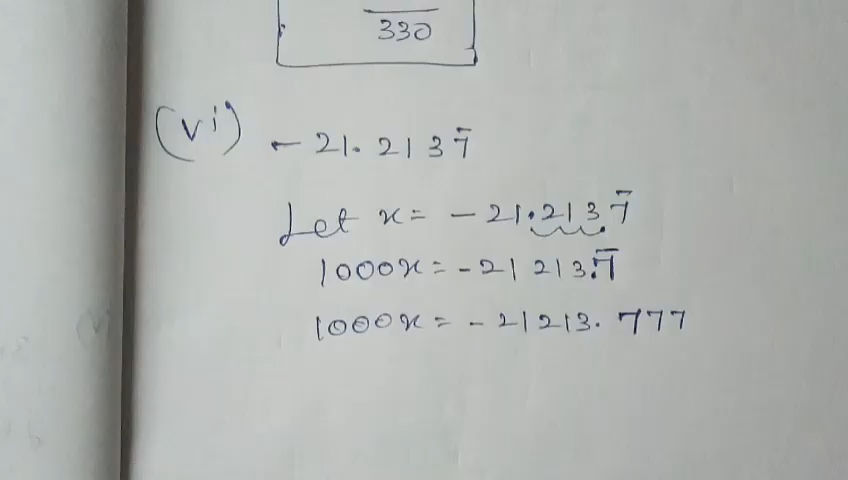 330
(vi) - 21.2137̄
Let x = - 21.2137̄
1000x = - 21213.7̄
1000x = - 21213.777